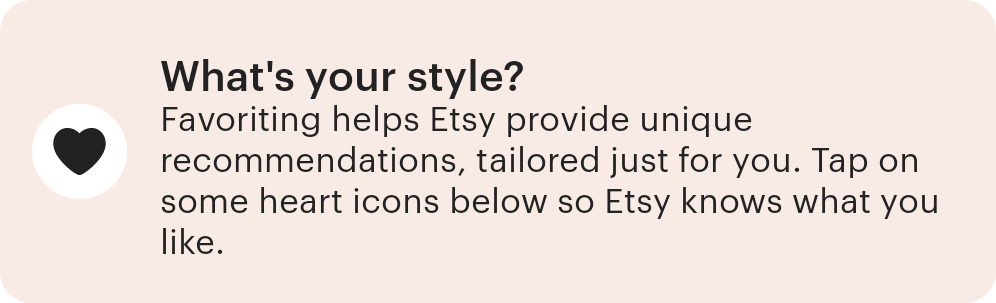 What's your style?
Favoriting helps Etsy provide unique
recommendations, tailored just for you. Tap on
some heart icons below so Etsy knows what you
like.